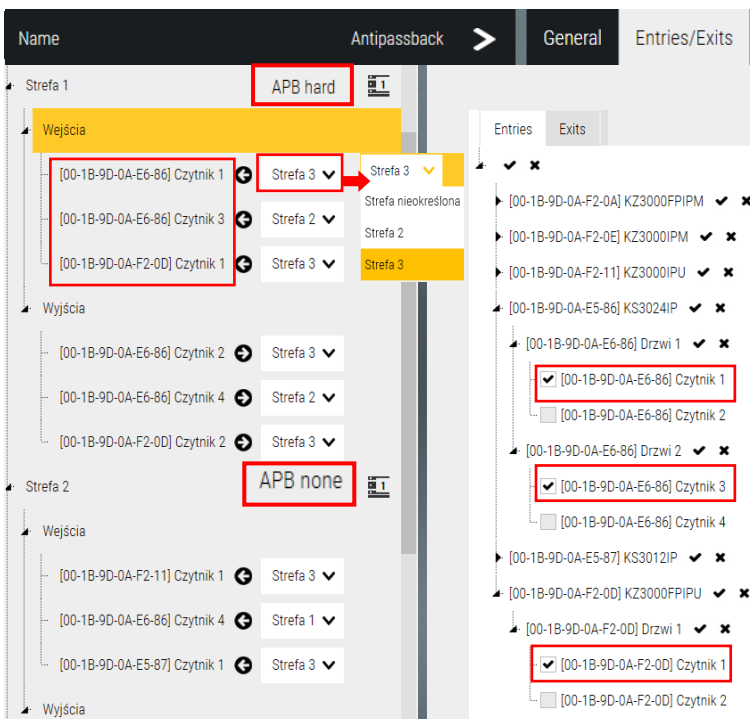 Name
Antipassback
General
Entries/Exits
Strefa 1
APB hard
1
Wejścia
[00-1B-9D-0A-E6-86] Czytnik 1
Strefa 3
[00-1B-9D-0A-E6-86] Czytnik 3
Strefa 2
[00-1B-9D-0A-F2-0D] Czytnik 1
Strefa 3
Strefa 3
Strefa nieokreślona
Strefa 2
Strefa 3
Wyjścia
[00-1B-9D-0A-E6-86] Czytnik 2
Strefa 3
[00-1B-9D-0A-E6-86] Czytnik 4
Strefa 2
[00-1B-9D-0A-F2-0D] Czytnik 2
Strefa 3
Strefa 2
APB none
1
Wejścia
[00-1B-9D-0A-F2-11] Czytnik 1
Strefa 3
[00-1B-9D-0A-E6-86] Czytnik 4
Strefa 1
[00-1B-9D-0A-E5-87] Czytnik 1
Strefa 3
Wyjścia
Entries
Exits
[00-1B-9D-0A-F2-0A] KZ3000FPIPM
[00-1B-9D-0A-F2-0E] KZ3000IPM
[00-1B-9D-0A-F2-11] KZ3000IPU
[00-1B-9D-0A-E5-86] KS3024IP
[00-1B-9D-0A-E6-86] Drzwi 1
[00-1B-9D-0A-E6-86] Czytnik 1
[00-1B-9D-0A-E6-86] Czytnik 2
[00-1B-9D-0A-E6-86] Drzwi 2
[00-1B-9D-0A-E6-86] Czytnik 3
[00-1B-9D-0A-E6-86] Czytnik 4
[00-1B-9D-0A-E5-87] KS3012IP
[00-1B-9D-0A-F2-0D] KZ3000FPIPU
[00-1B-9D-0A-F2-0D] Drzwi 1
[00-1B-9D-0A-F2-0D] Czytnik 1
[00-1B-9D-0A-F2-0D] Czytnik 2